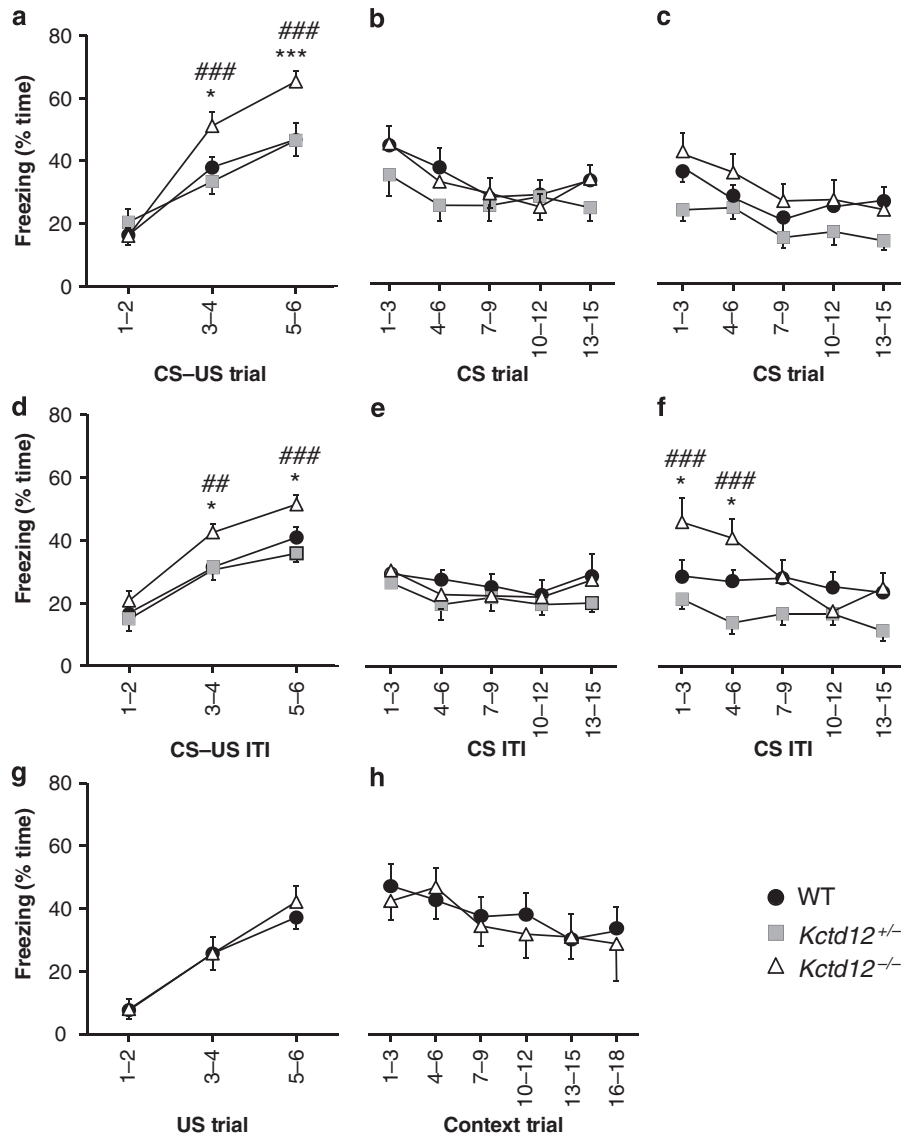 a
b
c
80
60
40
20
0
Freezing (% time)
###
*
###
***
1–2
3–4
5–6
CS–US trial
1–3
4–6
7–9
10–12
13–15
CS trial
1–3
4–6
7–9
10–12
13–15
CS trial
d
e
f
80
60
40
20
0
Freezing (% time)
##
*
###
*
###
*
###
*
1–2
3–4
5–6
CS–US ITI
1–3
4–6
7–9
10–12
13–15
CS ITI
1–3
4–6
7–9
10–12
13–15
CS ITI
g
h
80
60
40
20
0
Freezing (% time)
1–2
3–4
5–6
US trial
1–3
4–6
7–9
10–12
13–15
16–18
Context trial
WT
Kctd12+/–
Kctd12–/–